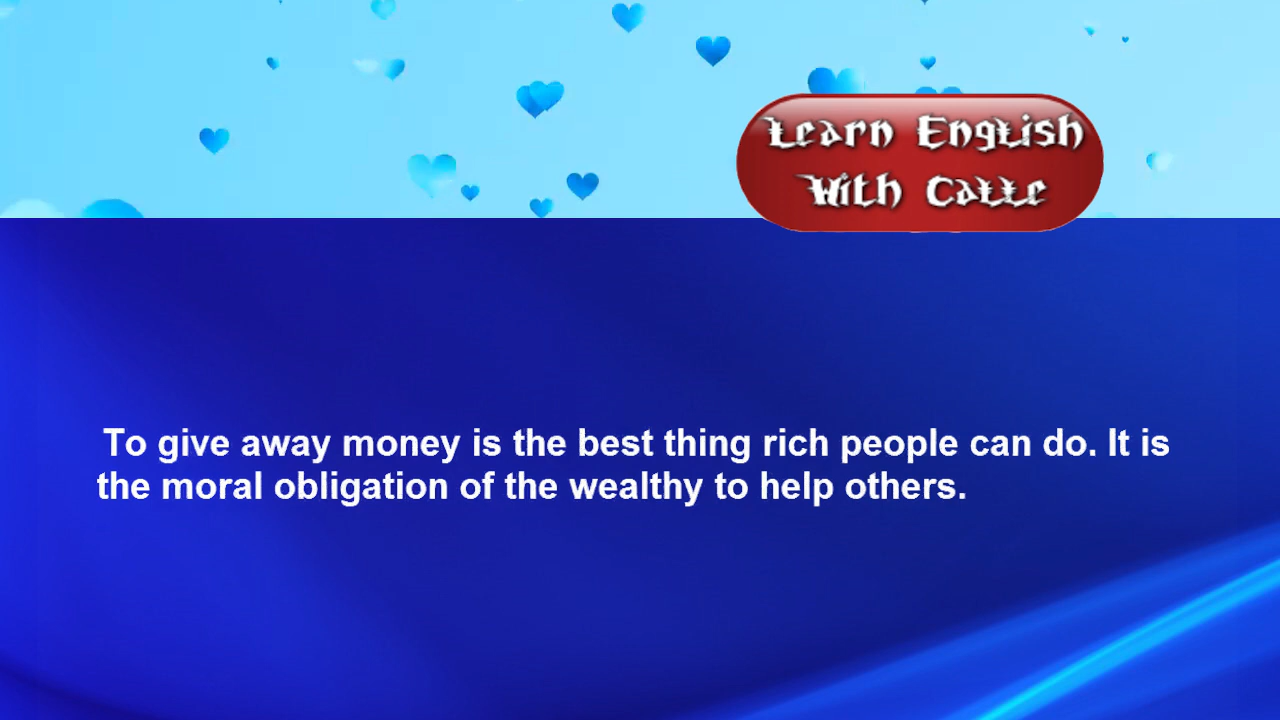 Learn English
With Calle
To give away money is the best thing rich people can do. It is
the moral obligation of the wealthy to help others.